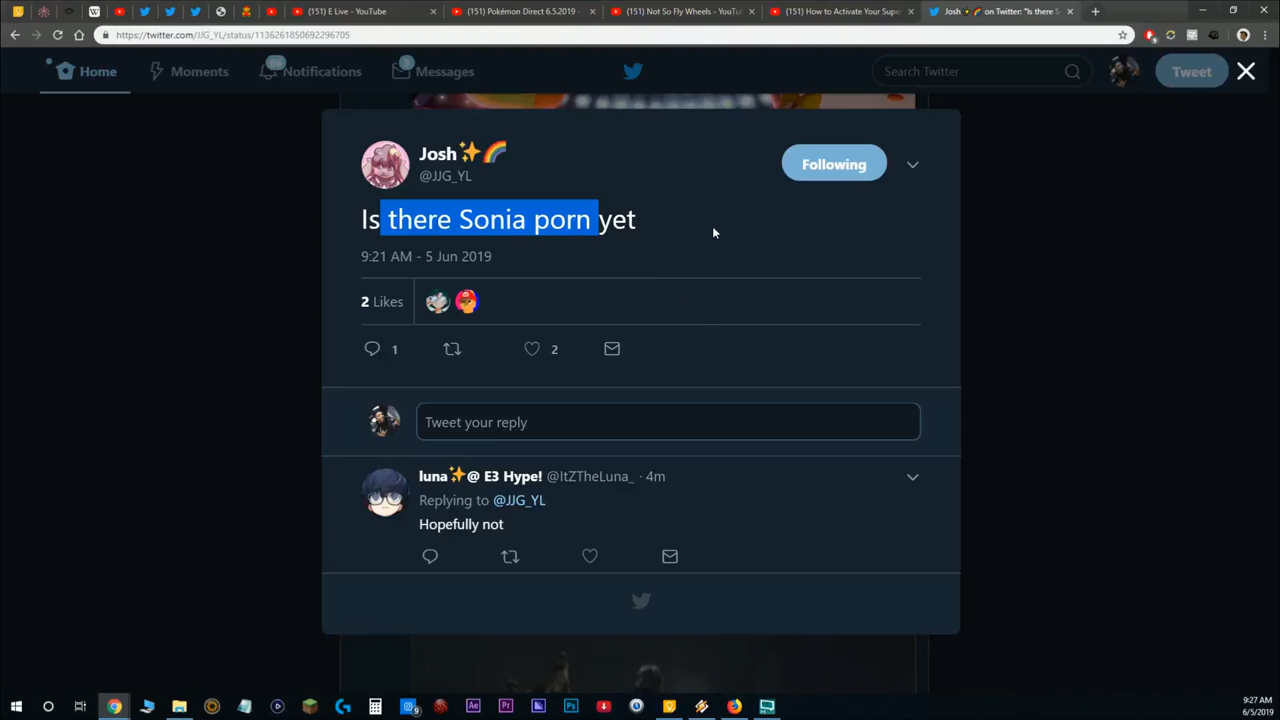 (151) E Live - YouTube
(151) Pokémon Direct 6.5.2019 -
(151) Not So Fly Wheels - YouTu
(151) How to Activate Your Supe
Josh✨🌈 on Twitter: "Is there S
https://twitter.com/JJG_YL/status/1136261850692296705
Home
Moments
Notifications
Messages
Search Twitter
Tweet
Josh✨🌈
@JJG_YL
Following
Is there Sonia porn yet
9:21 AM - 5 Jun 2019
2 Likes
1
2
Tweet your reply
luna✨@ E3 Hype! @ItZTheLuna_ · 4m
Replying to @JJG_YL
Hopefully not
9:27 AM
6/5/2019